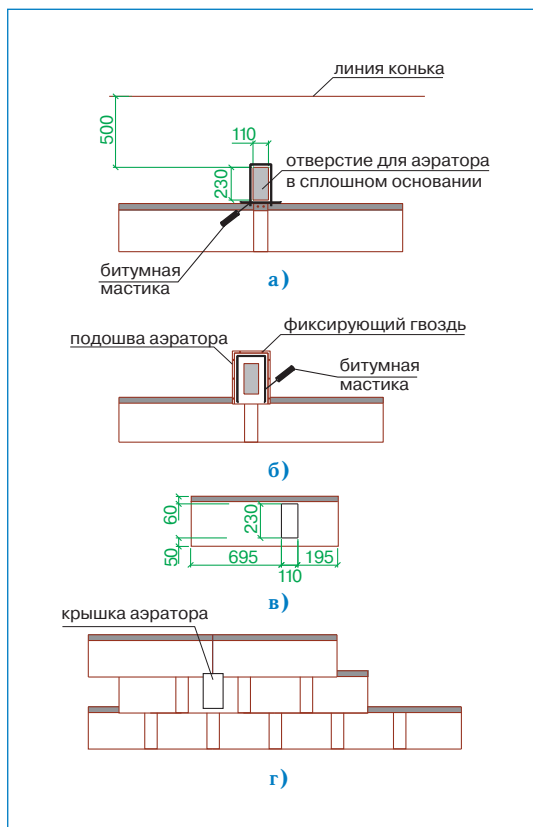 линия конька
500
110
230
отверстие для аэратора
в сплошном основании
битумная
мастика
а)
подошва аэратора
фиксирующий гвоздь
битумная
мастика
б)
60
50
230
695
110
195
в)
крышка аэратора
г)